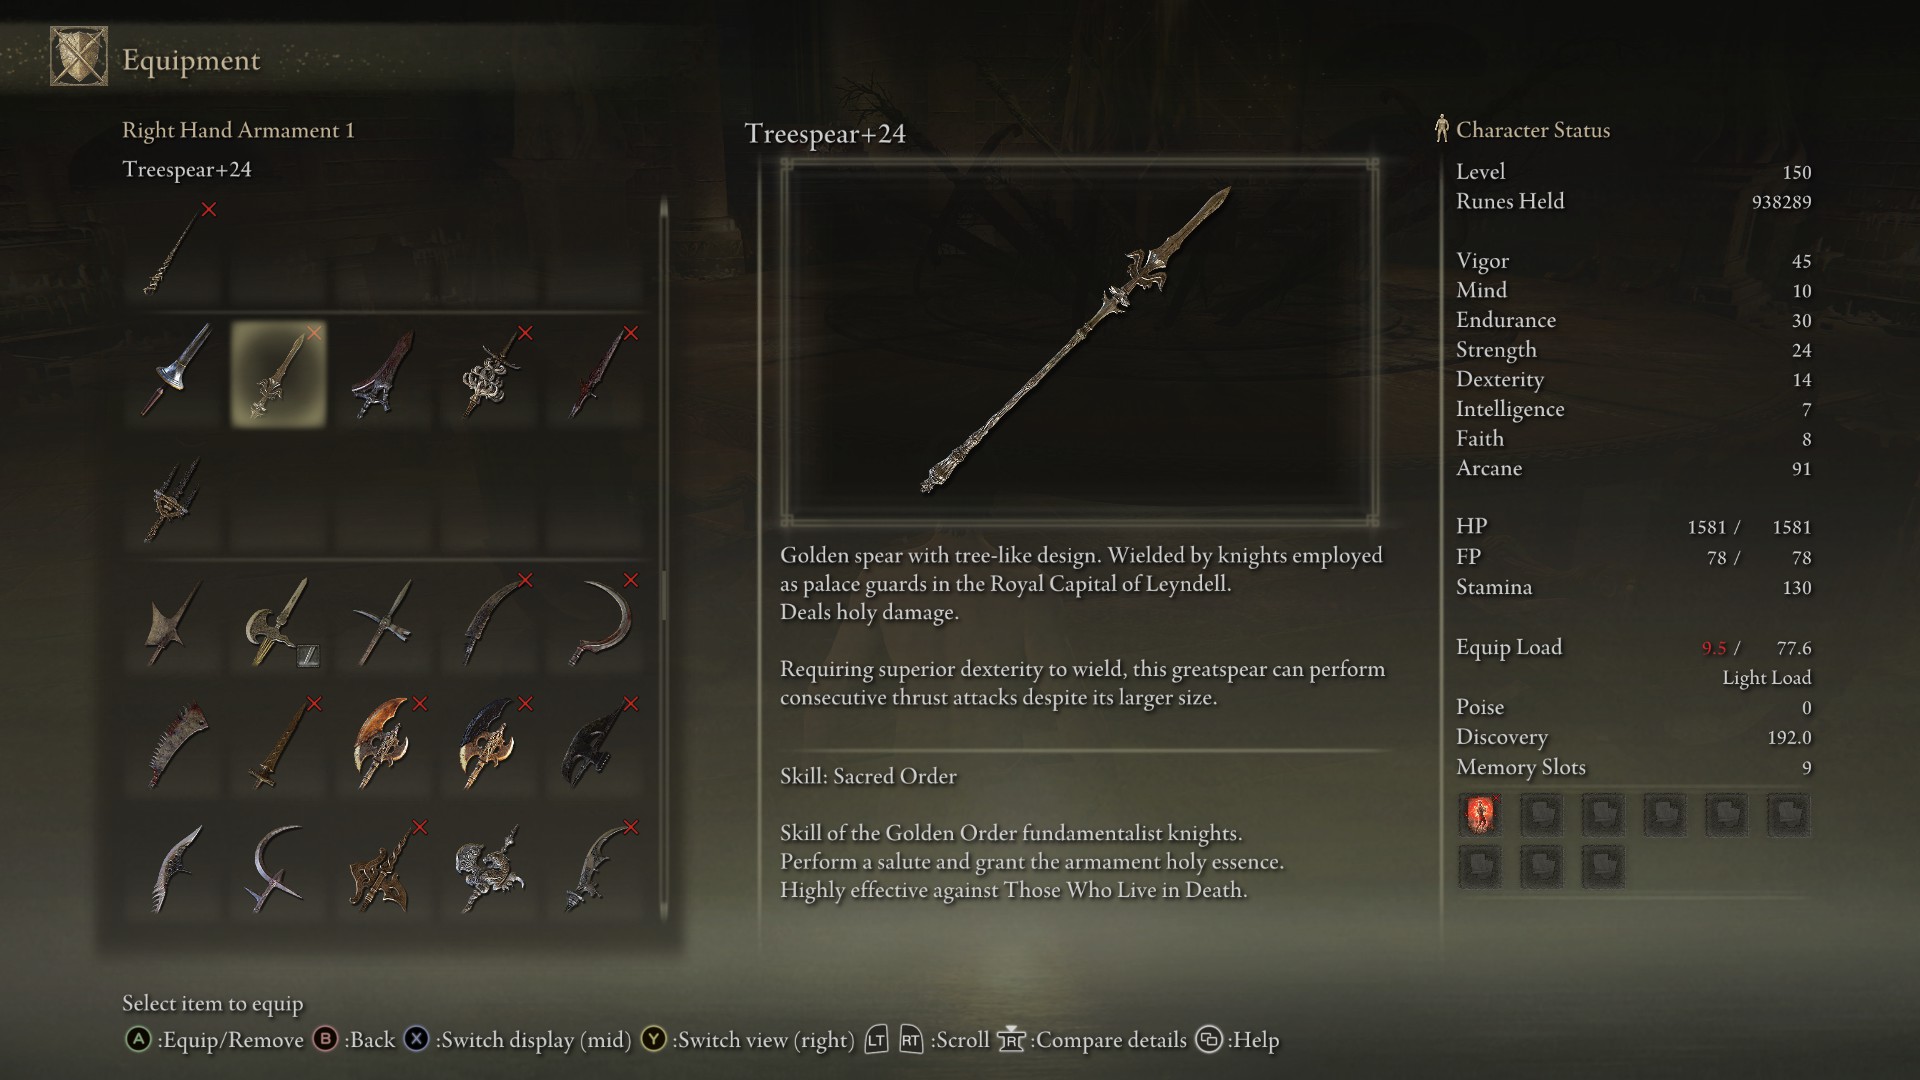 Equipment
Right Hand Armament 1
Treespear+24
Treespear+24
Golden spear with tree-like design. Wielded by knights employed
as palace guards in the Royal Capital of Leyndell.
Deals holy damage.
Requiring superior dexterity to wield, this greatspear can perform
consecutive thrust attacks despite its larger size.
Skill: Sacred Order
Skill of the Golden Order fundamentalist knights.
Perform a salute and grant the armament holy essence.
Highly effective against Those Who Live in Death.
Character Status
Level 150
Runes Held 938289
Vigor 45
Mind 10
Endurance 30
Strength 24
Dexterity 14
Intelligence 7
Faith 8
Arcane 91
HP 1581 / 1581
FP 78 / 78
Stamina 130
Equip Load 9.5 / 77.6
Light Load
Poise 0
Discovery 192.0
Memory Slots 9
Select item to equip
A :Equip/Remove B :Back X :Switch display (mid) Y :Switch view (right) LT RT :Scroll R :Compare details :Help